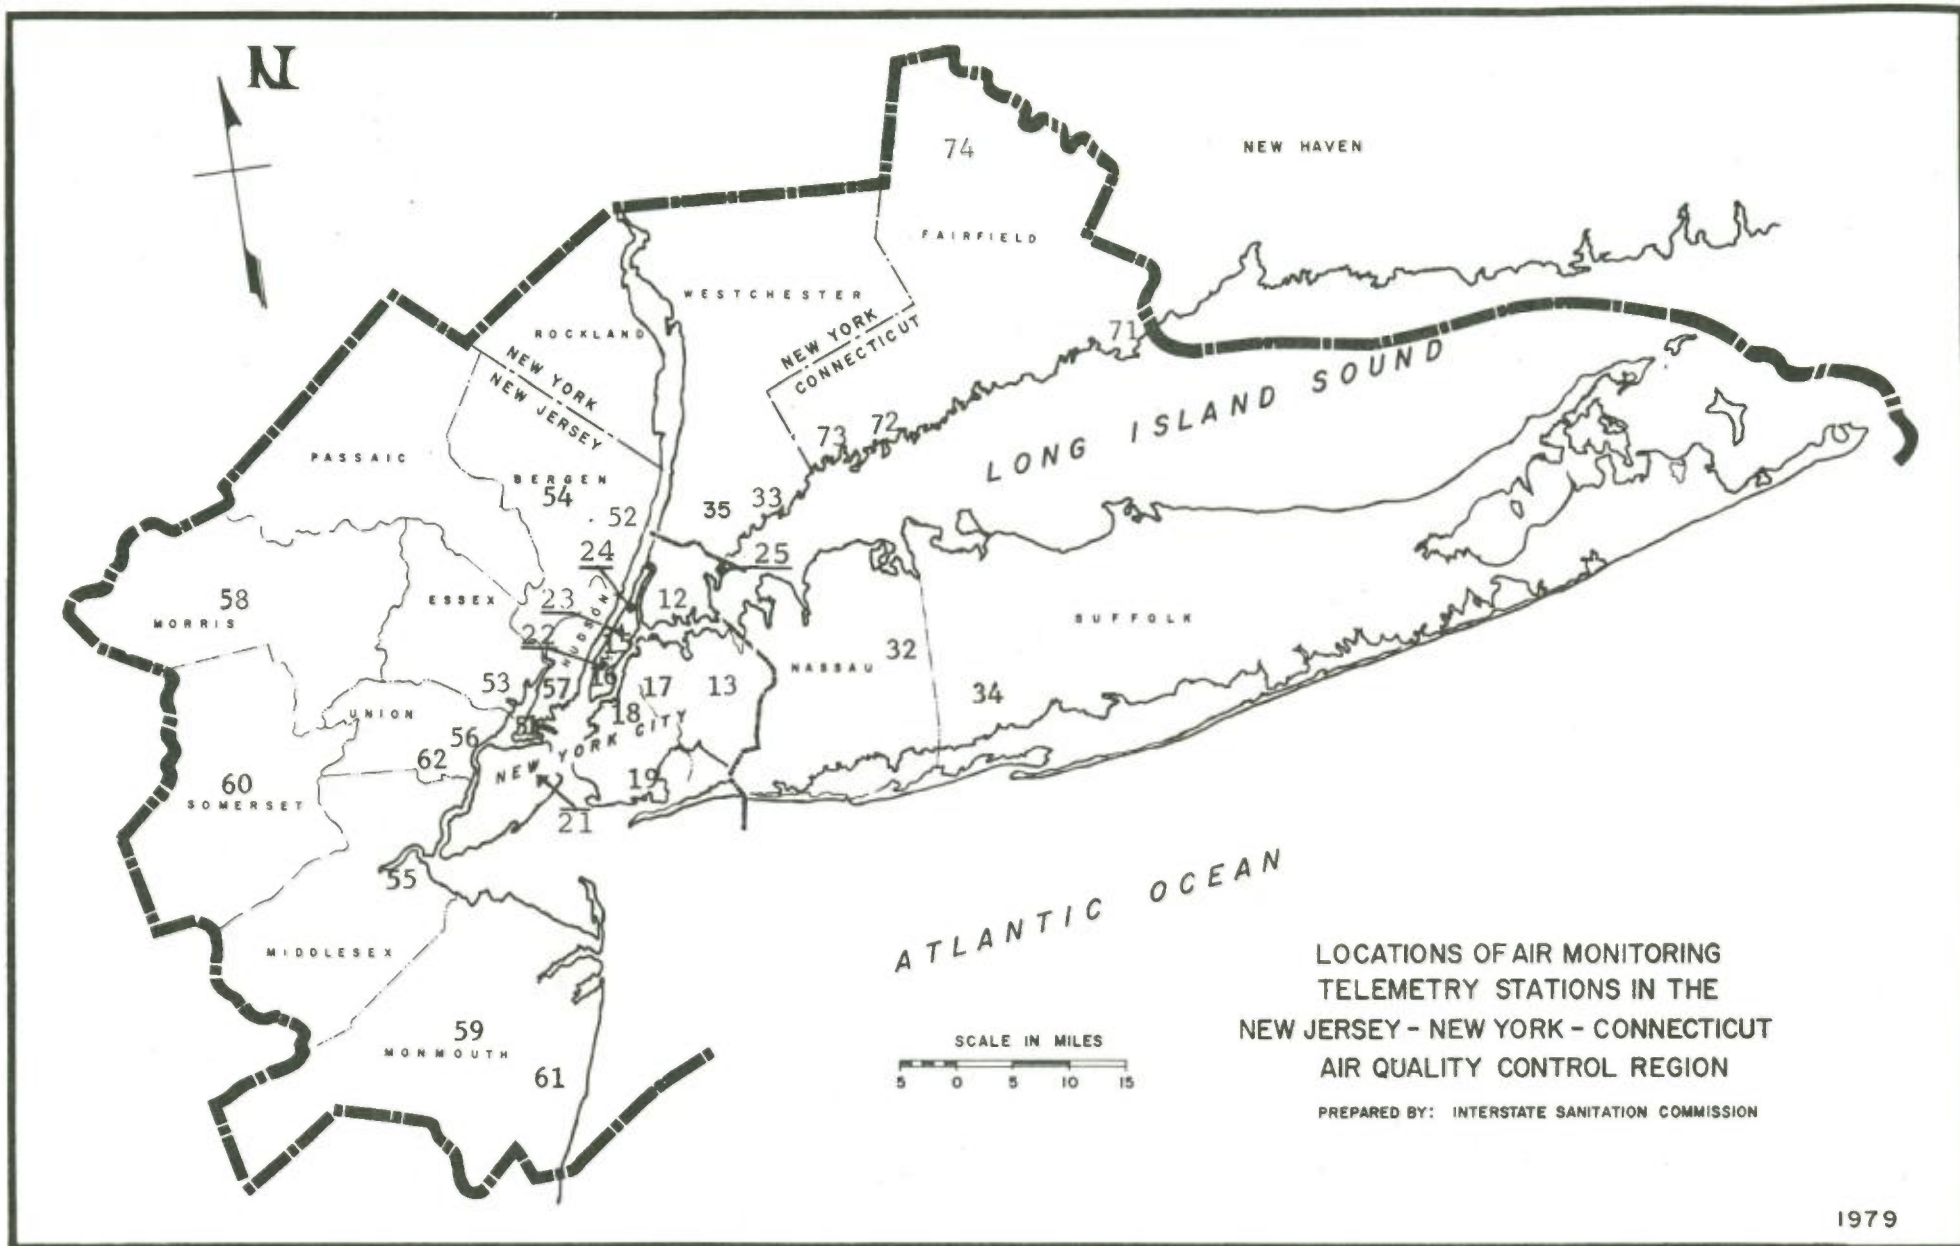 N
74
NEW HAVEN
FAIRFIELD
WESTCHESTER
ROCKLAND
NEW YORK
CONNECTICUT
71
NEW YORK
NEW JERSEY
LONG ISLAND SOUND
73
72
PASSAIC
BERGEN
54
52
35
33
24
25
58
MORRIS
ESSEX
23
HUDSON
12
22
SUFFOLK
NASSAU
32
53
57
16
17
13
34
UNION
18
56
62
NEW YORK CITY
60
SOMERSET
19
21
55
ATLANTIC OCEAN
MIDDLESEX
59
MONMOUTH
61
SCALE IN MILES
5 0 5 10 15
LOCATIONS OF AIR MONITORING
TELEMETRY STATIONS IN THE
NEW JERSEY - NEW YORK - CONNECTICUT
AIR QUALITY CONTROL REGION
PREPARED BY: INTERSTATE SANITATION COMMISSION
1979